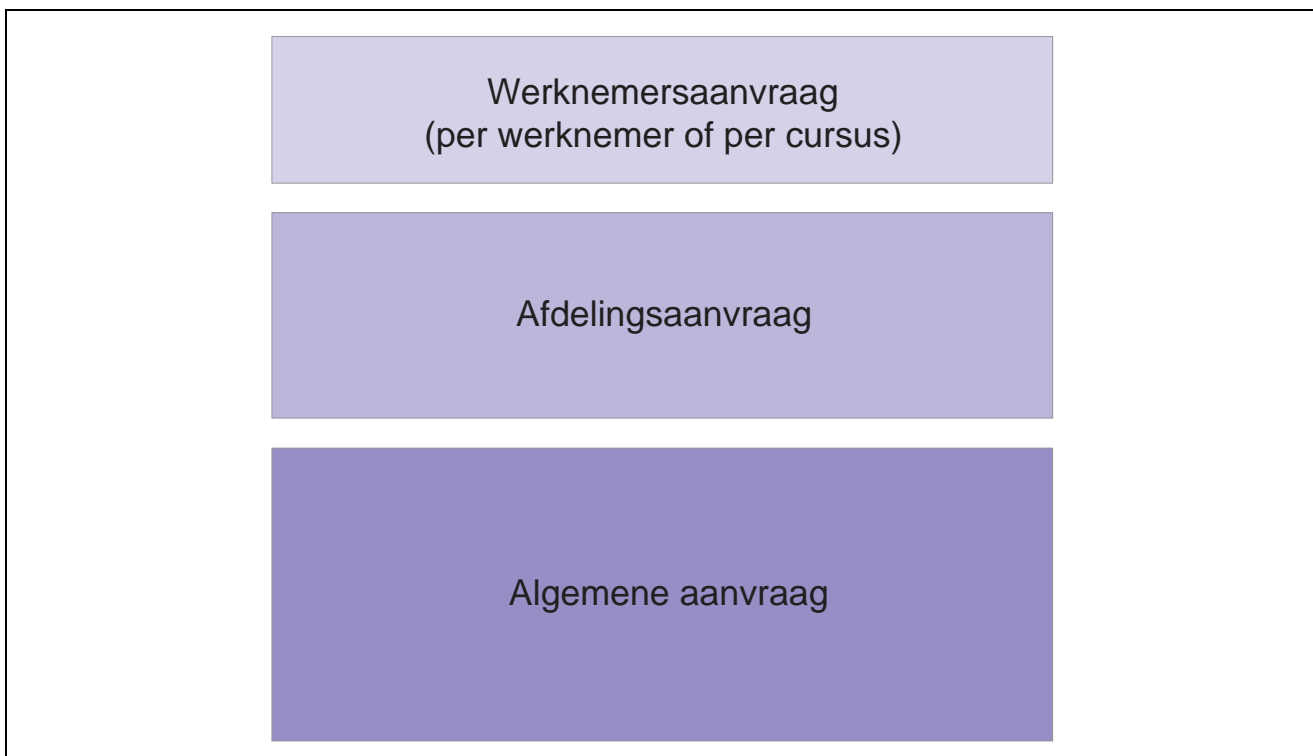 Werknemersaanvraag
(per werknemer of per cursus)
Afdelingsaanvraag
Algemene aanvraag